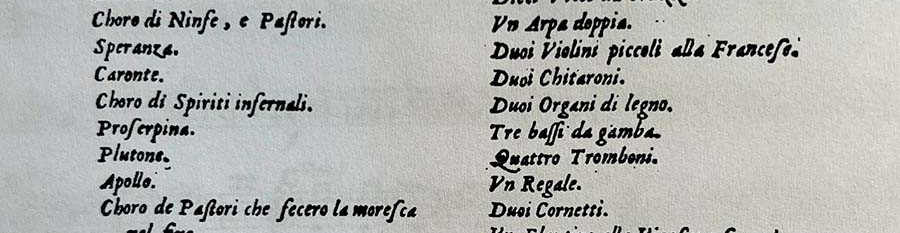 Choro di Ninfe, e Pastori.
Speranza.
Caronte.
Choro di Spiriti infernali.
Proserpina.
Plutone.
Apollo.
Choro de Pastori che fecero la moresca
nel fine.
Vn Arpa doppia.
Duoi Violini piccoli alla Francese.
Duoi Chitaroni.
Duoi Organi di legno.
Tre bassi da gamba.
Quattro Tromboni.
Vn Regale.
Duoi Cornetti.